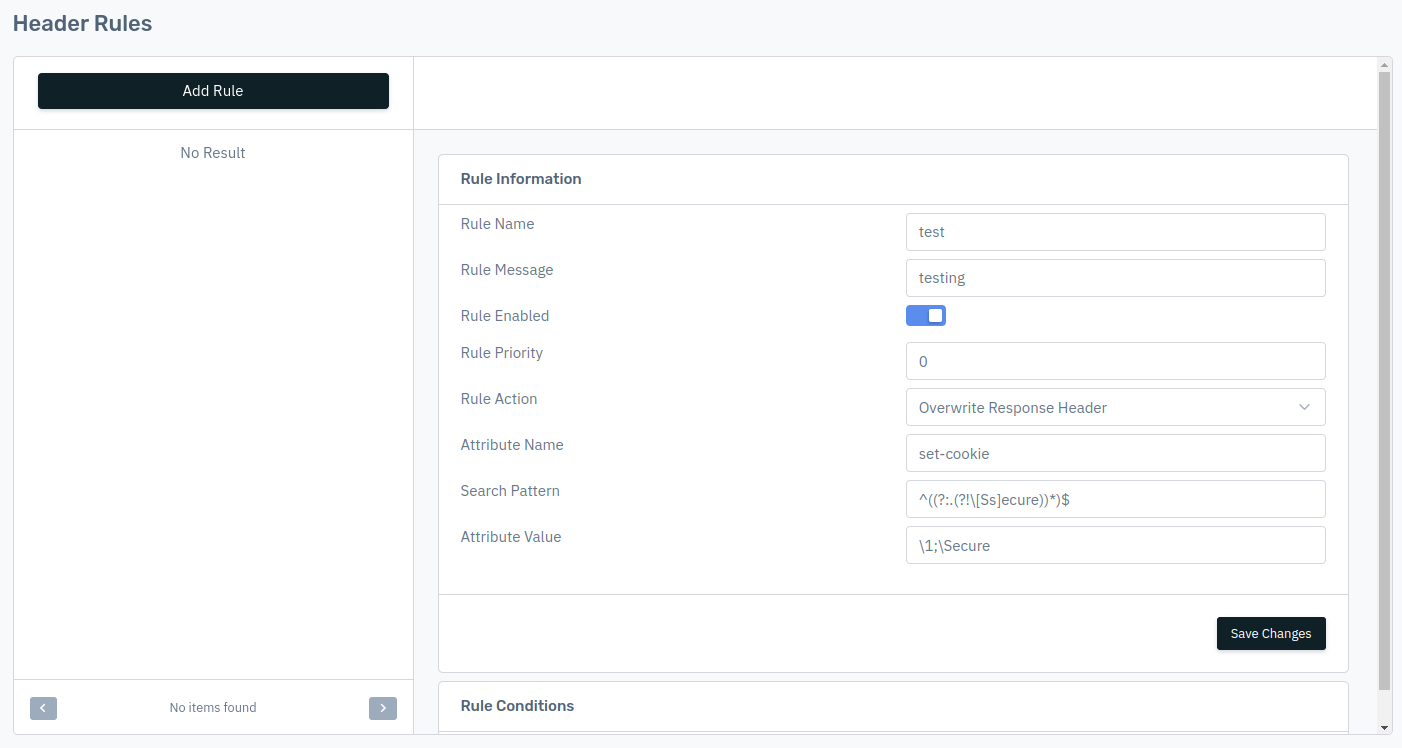 Header Rules
Add Rule
No Result
No items found
Rule Information
Rule Name
test
Rule Message
testing
Rule Enabled
Rule Priority
0
Rule Action
Overwrite Response Header
Attribute Name
set-cookie
Search Pattern
^((?:.(?!\[Ss]ecure))*)$
Attribute Value
\1;\Secure
Save Changes
Rule Conditions